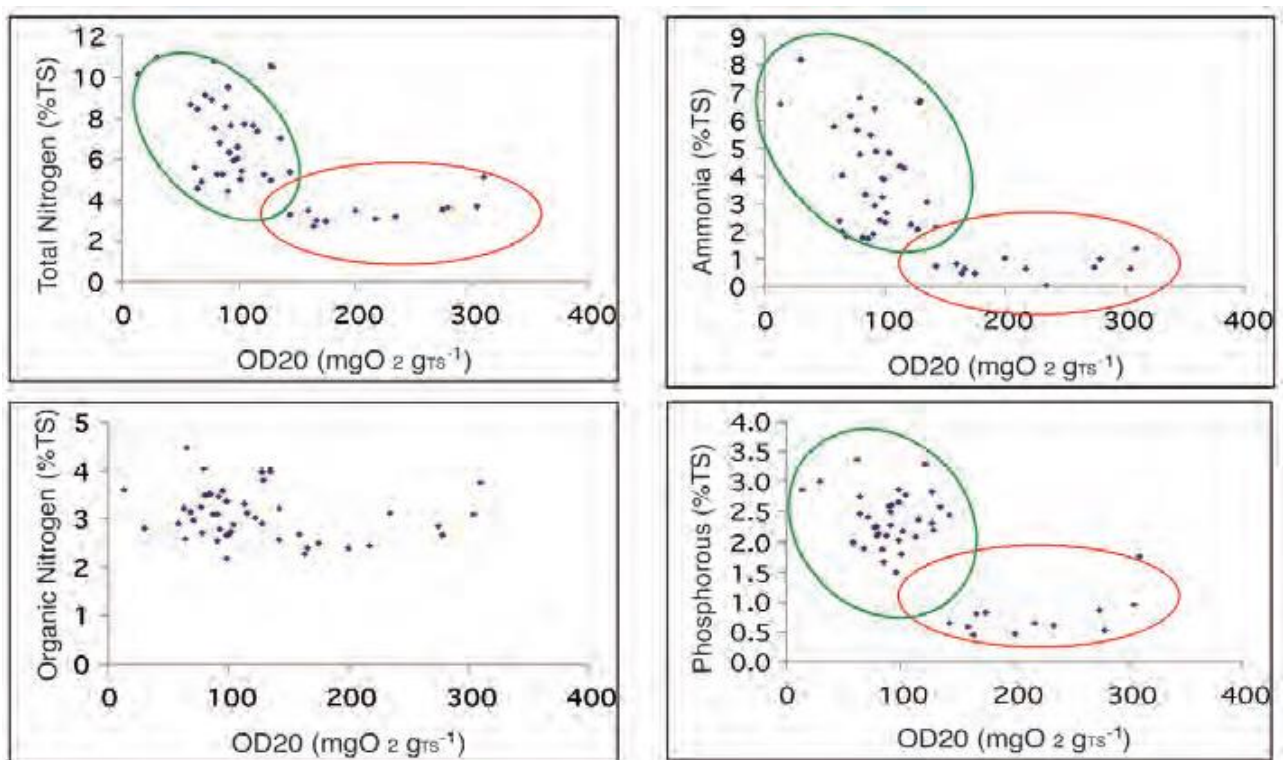 Total Nitrogen (%TS)
12
10
8
6
4
2
0
0 100 200 300 400
OD20 (mgO 2 gTS-1)
Ammonia (%TS)
9
8
7
6
5
4
3
2
1
0
0 100 200 300 400
OD20 (mgO 2 gTS-1)
Organic Nitrogen (%TS)
5
4
3
2
1
0
0 100 200 300 400
OD20 (mgO 2 gTS-1)
Phosphorous (%TS)
4.0
3.5
3.0
2.5
2.0
1.5
1.0
0.5
0.0
0 100 200 300 400
OD20 (mgO 2 gTS-1)